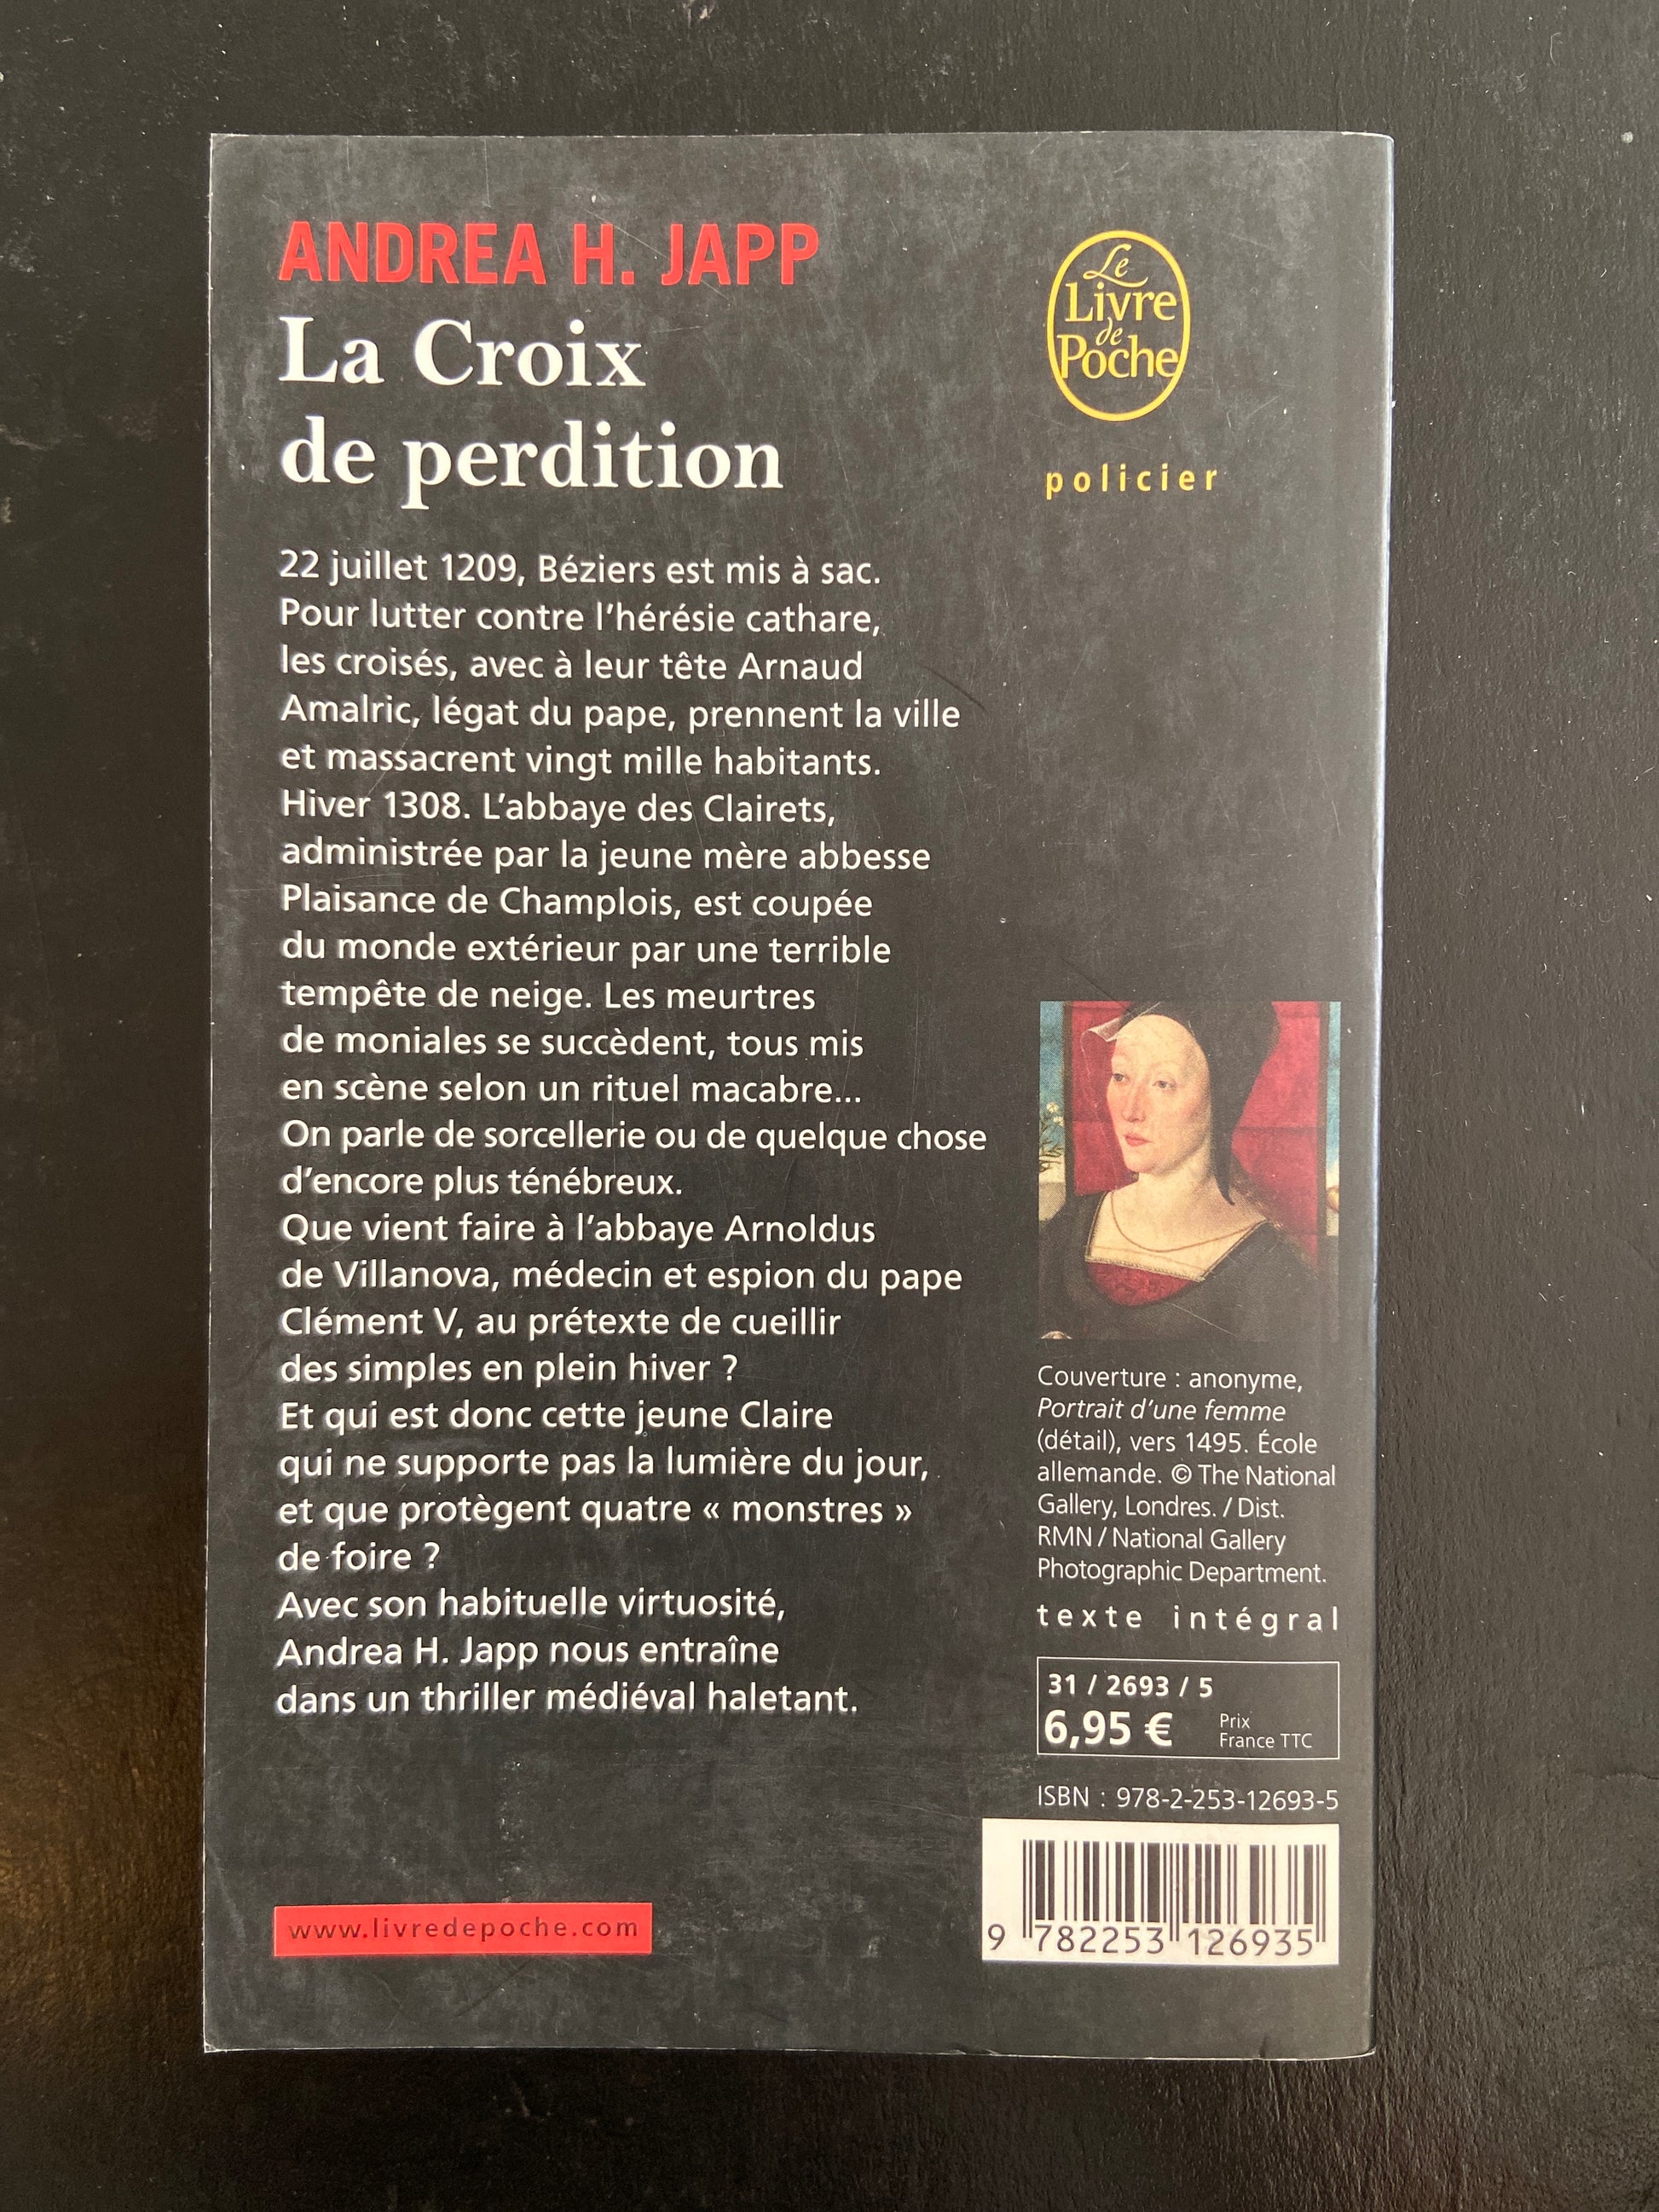 ANDREA H. JAPP
La Croix
de perdition
Le
Livre
de
Poche
policier
22 juillet 1209, Béziers est mis à sac.
Pour lutter contre l'hérésie cathare,
les croisés, avec à leur tête Arnaud
Amalric, légat du pape, prennent la ville
et massacrent vingt mille habitants.
Hiver 1308. L'abbaye des Clairets,
administrée par la jeune mère abbesse
Plaisance de Champlois, est coupée
du monde extérieur par une terrible
tempête de neige. Les meurtres
de moniales se succèdent, tous mis
en scène selon un rituel macabre...
On parle de sorcellerie ou de quelque chose
d'encore plus ténébreux.
Que vient faire à l'abbaye Arnoldus
de Villanova, médecin et espion du pape
Clément V, au prétexte de cueillir
des simples en plein hiver ?
Et qui est donc cette jeune Claire
qui ne supporte pas la lumière du jour,
et que protègent quatre « monstres »
de foire ?
Avec son habituelle virtuosité,
Andrea H. Japp nous entraîne
dans un thriller médiéval haletant.
www.livredepoche.com
Couverture : anonyme,
Portrait d'une femme
(détail), vers 1495. École
allemande. © The National
Gallery, Londres. / Dist.
RMN / National Gallery
Photographic Department.
texte intégral
31 / 2693 / 5
6,95 € Prix
France TTC
ISBN : 978-2-253-12693-5
9 782253 126935